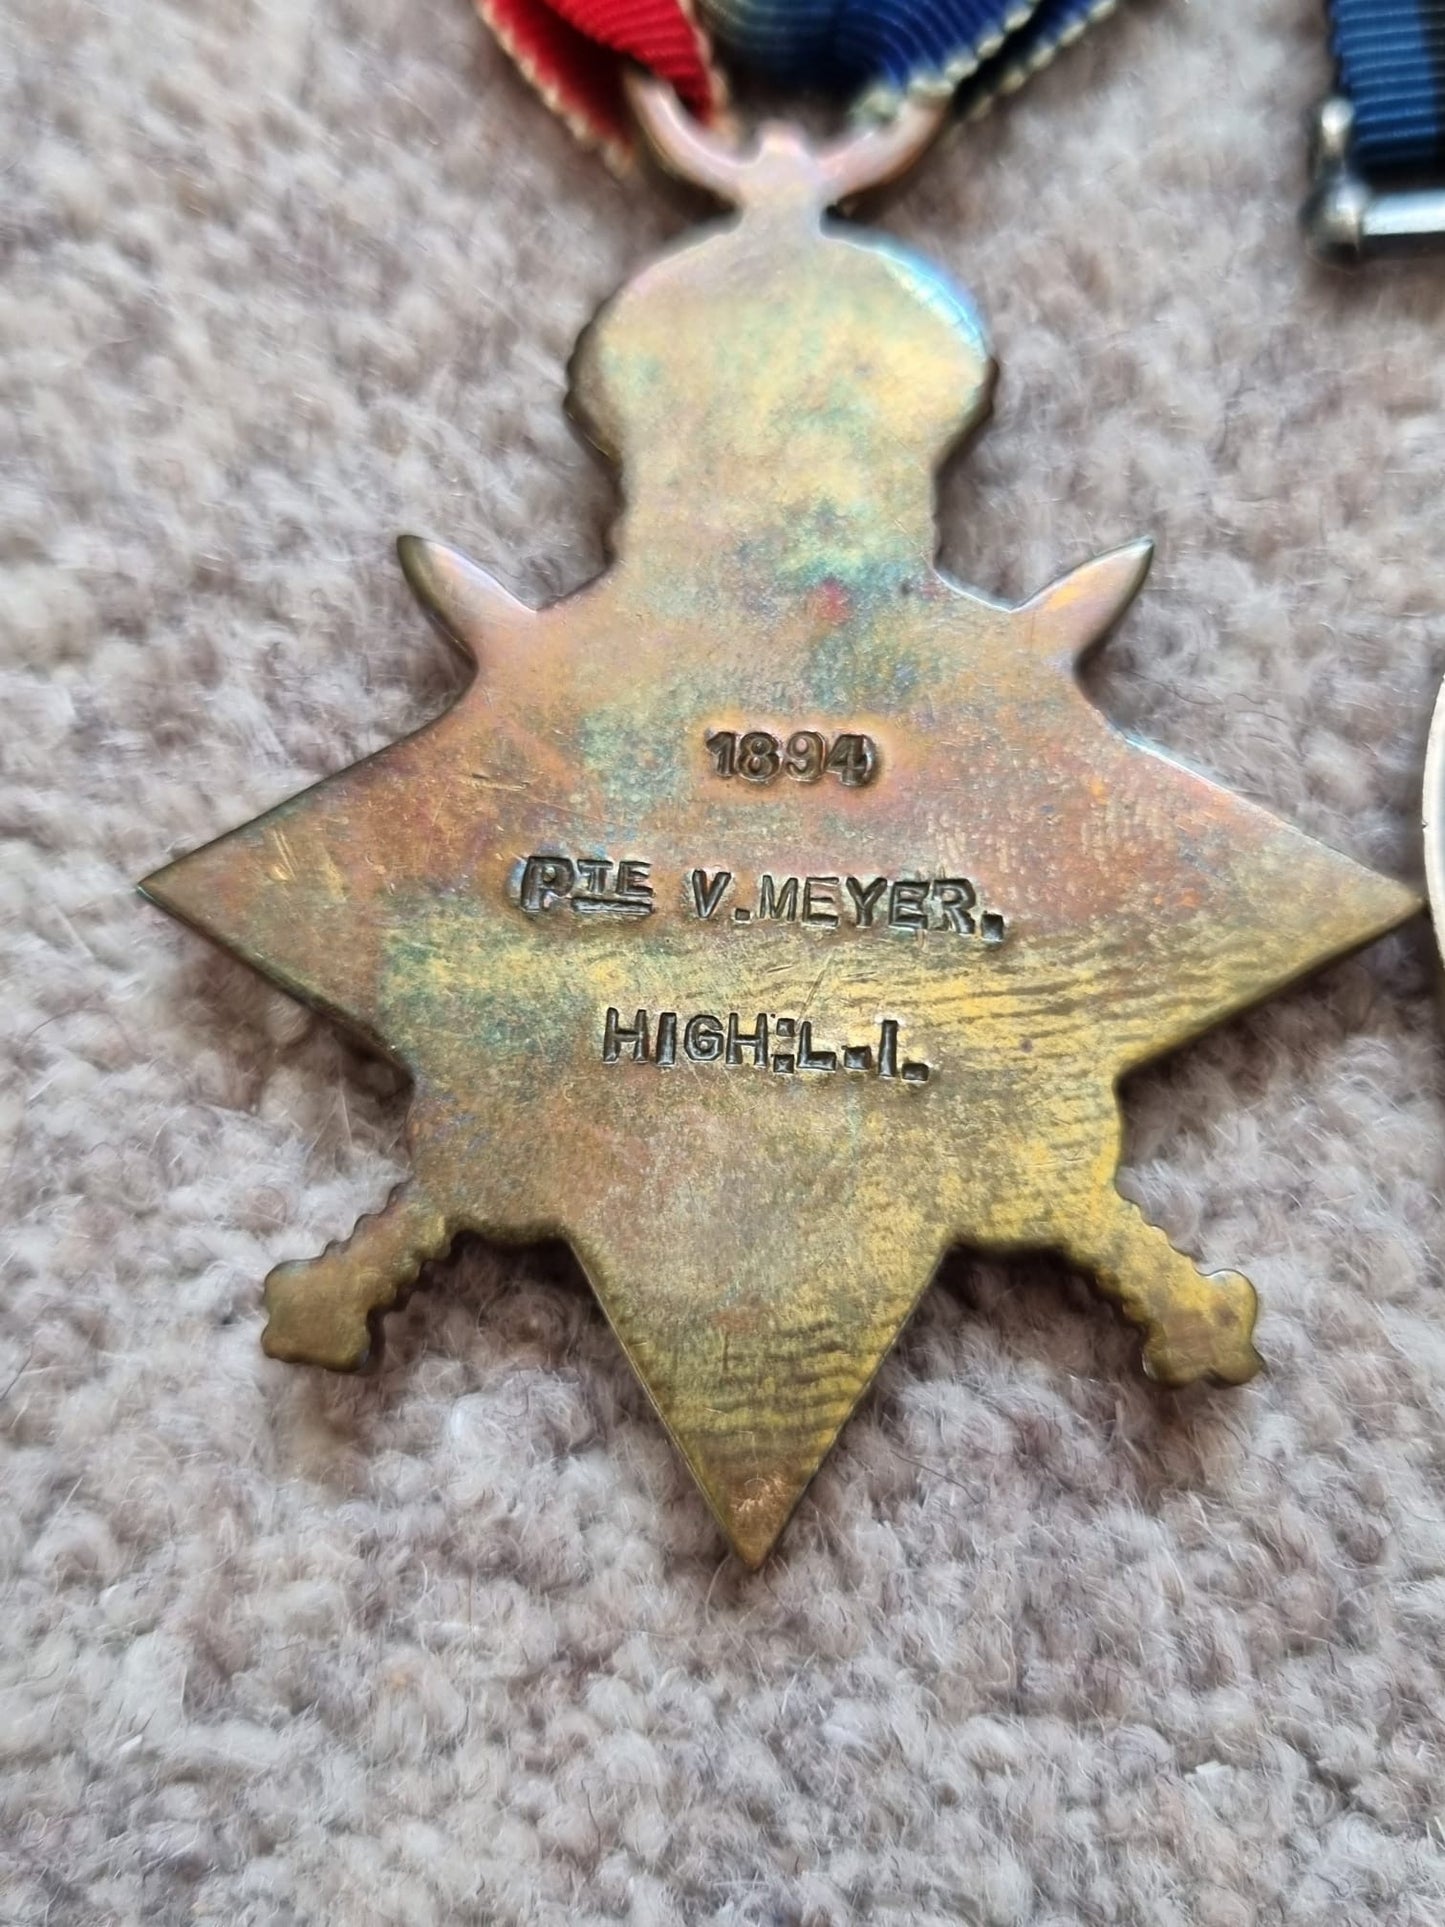 1894
PTE V. MEYER.
HIGH:L.I.